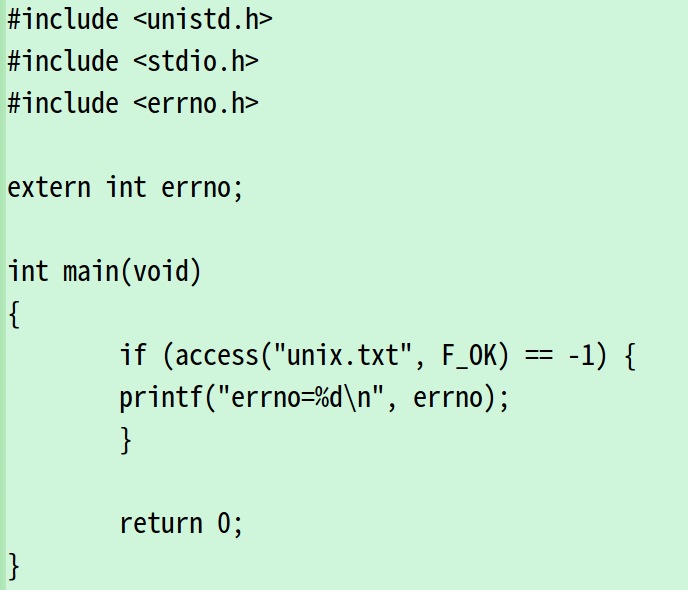 #include <unistd.h>
#include <stdio.h>
#include <errno.h>

extern int errno;

int main(void)
{
        if (access("unix.txt", F_OK) == -1) {
        printf("errno=%d\n", errno);
        }

        return 0;
}